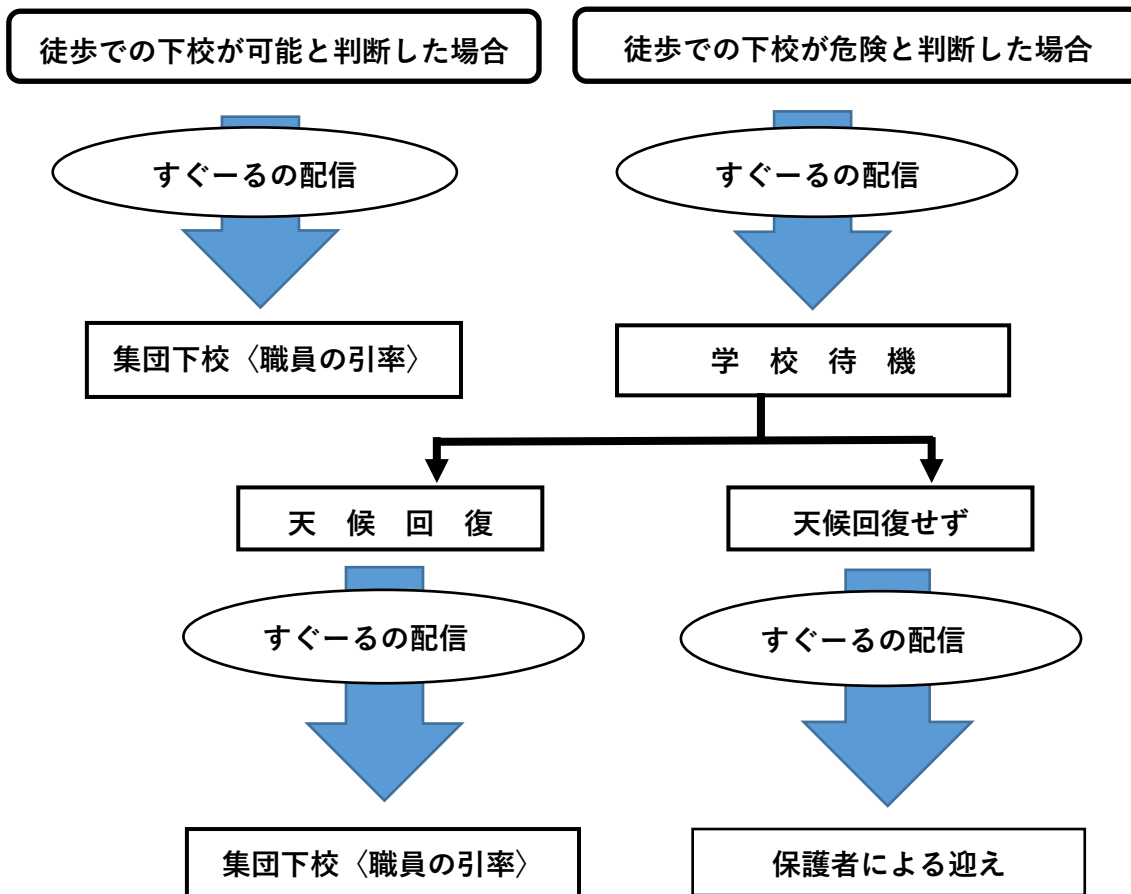 徒歩での下校が可能と判断した場合
徒歩での下校が危険と判断した場合
すぐーるの配信
すぐーるの配信
集団下校〈職員の引率〉
学　校　待　機
天　候　回　復
天候回復せず
すぐーるの配信
すぐーるの配信
集団下校〈職員の引率〉
保護者による迎え